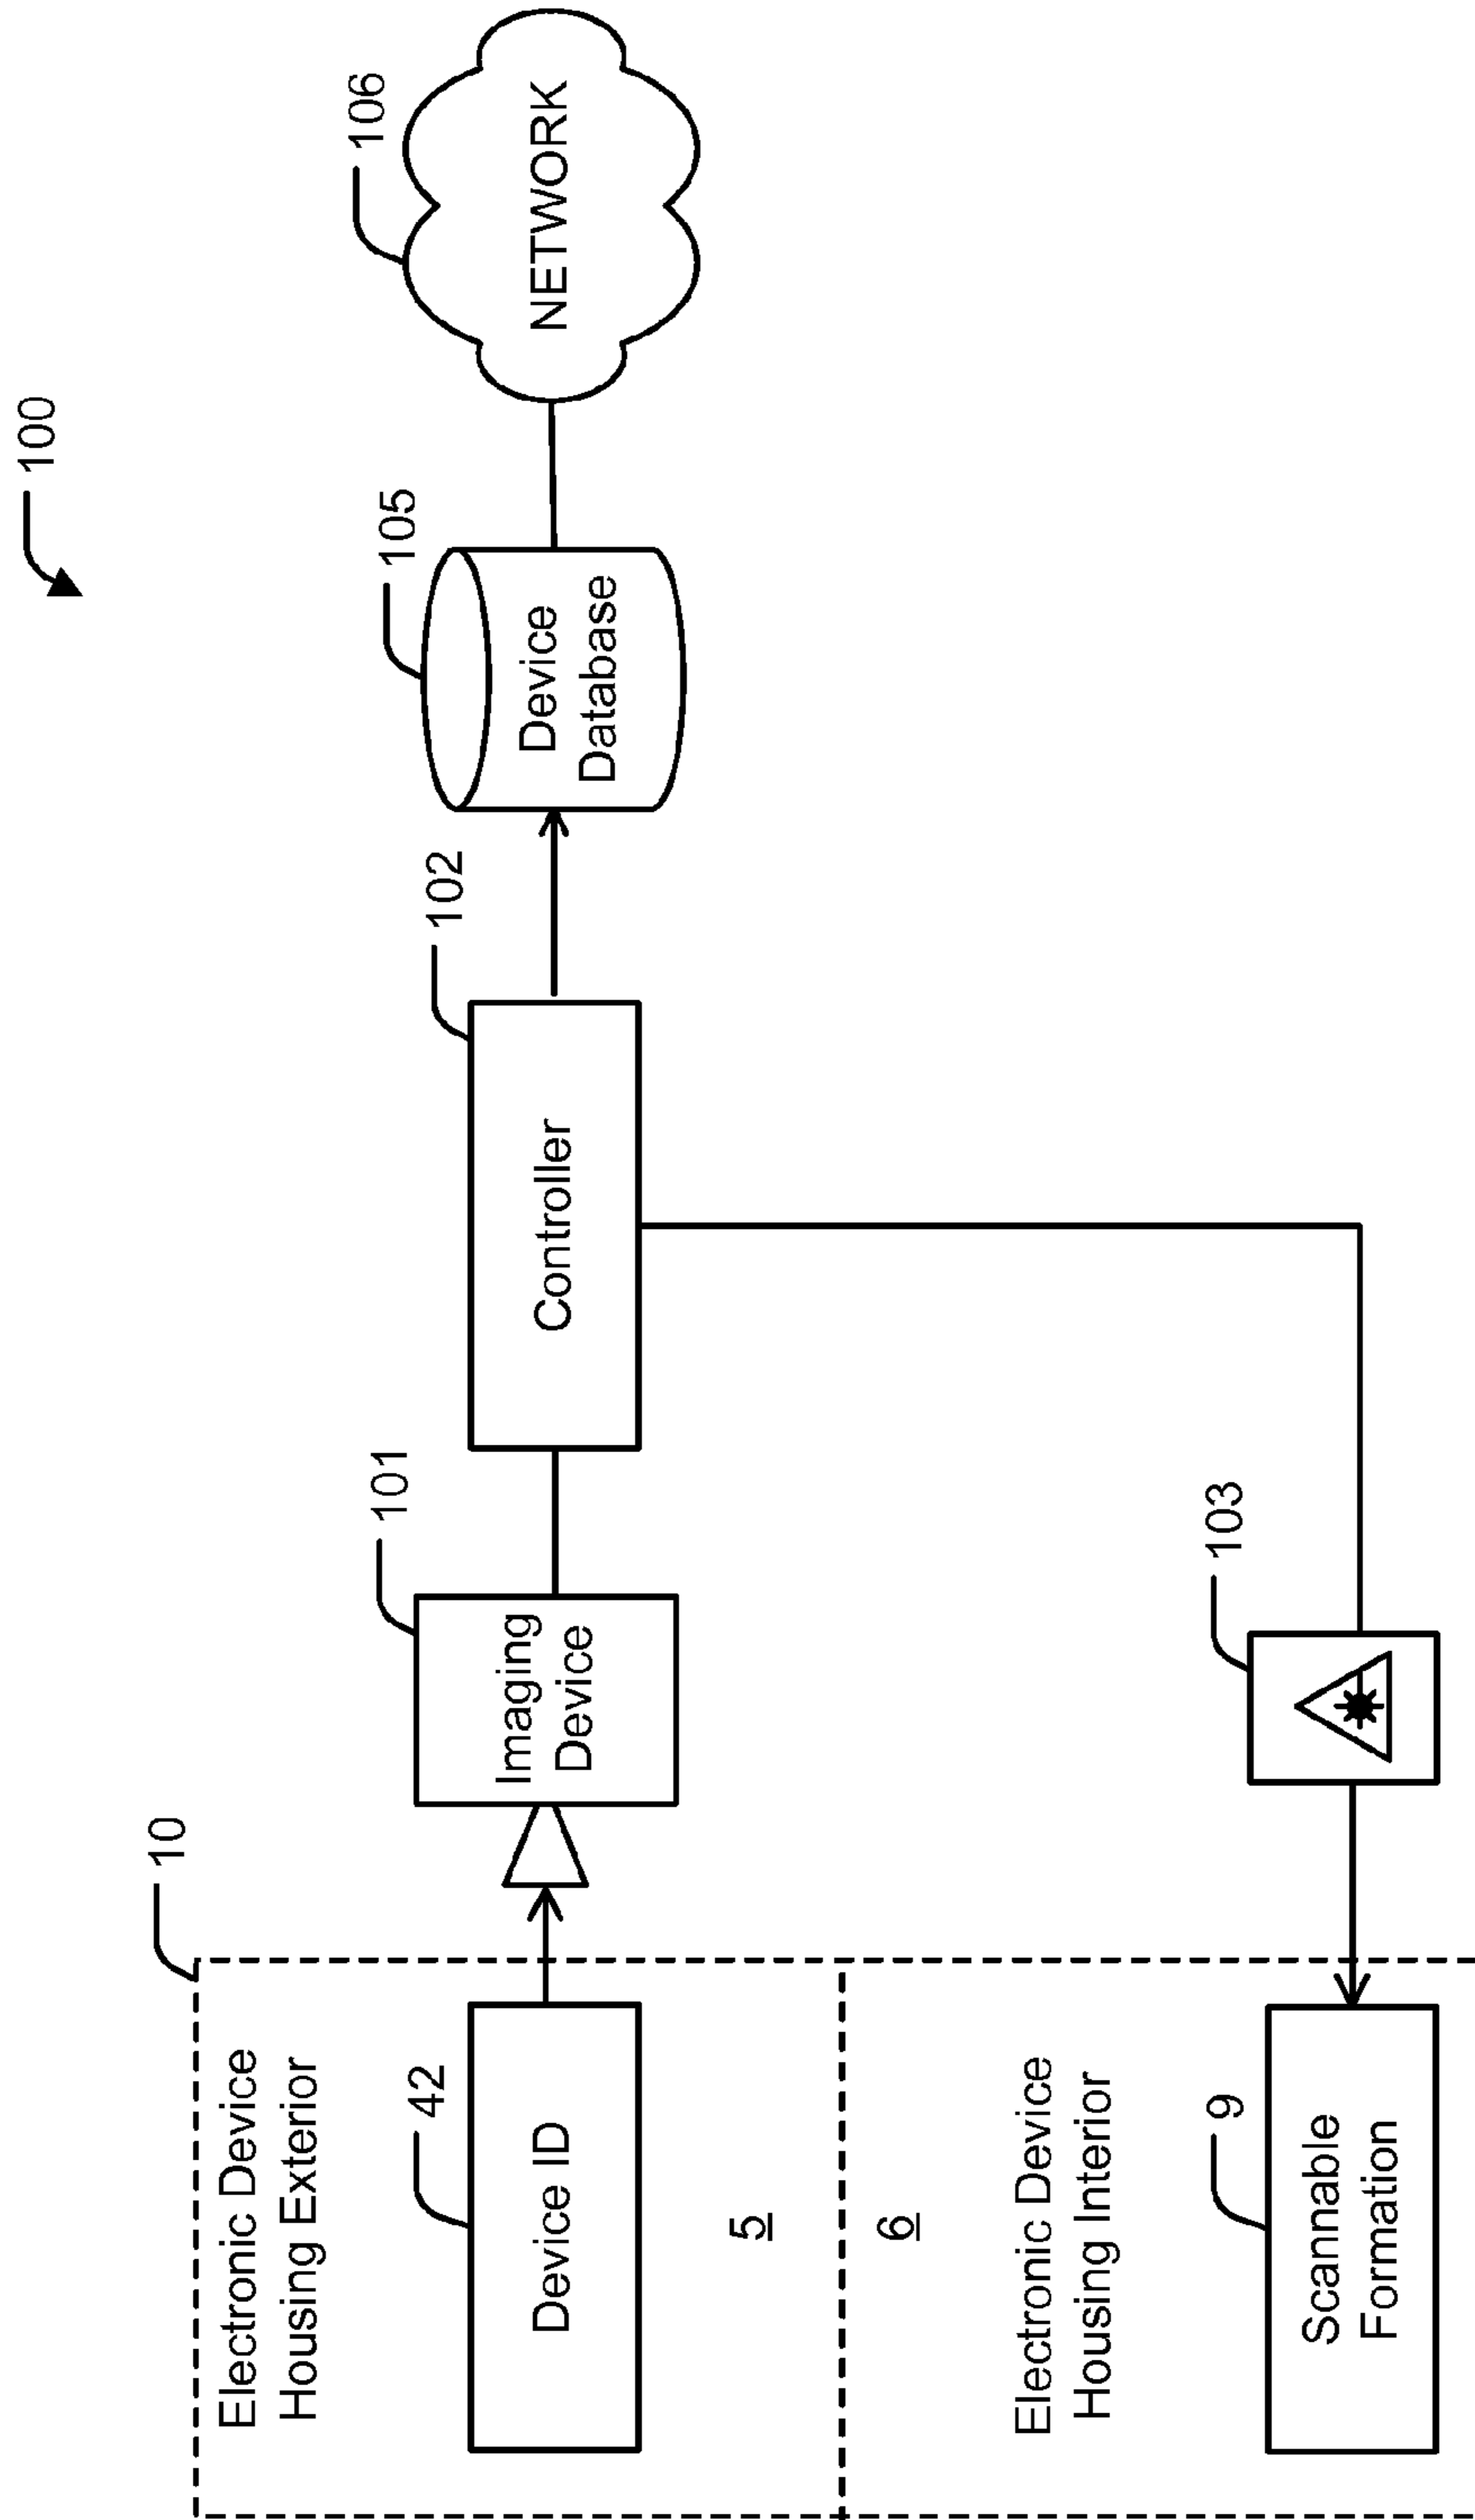 100
10
Electronic Device
Housing Exterior
42
Device ID
101
Imaging
Device
102
Controller
105
Device
Database
106
NETWORK
5
6
Electronic Device
Housing Interior
9
Scannable
Formation
103